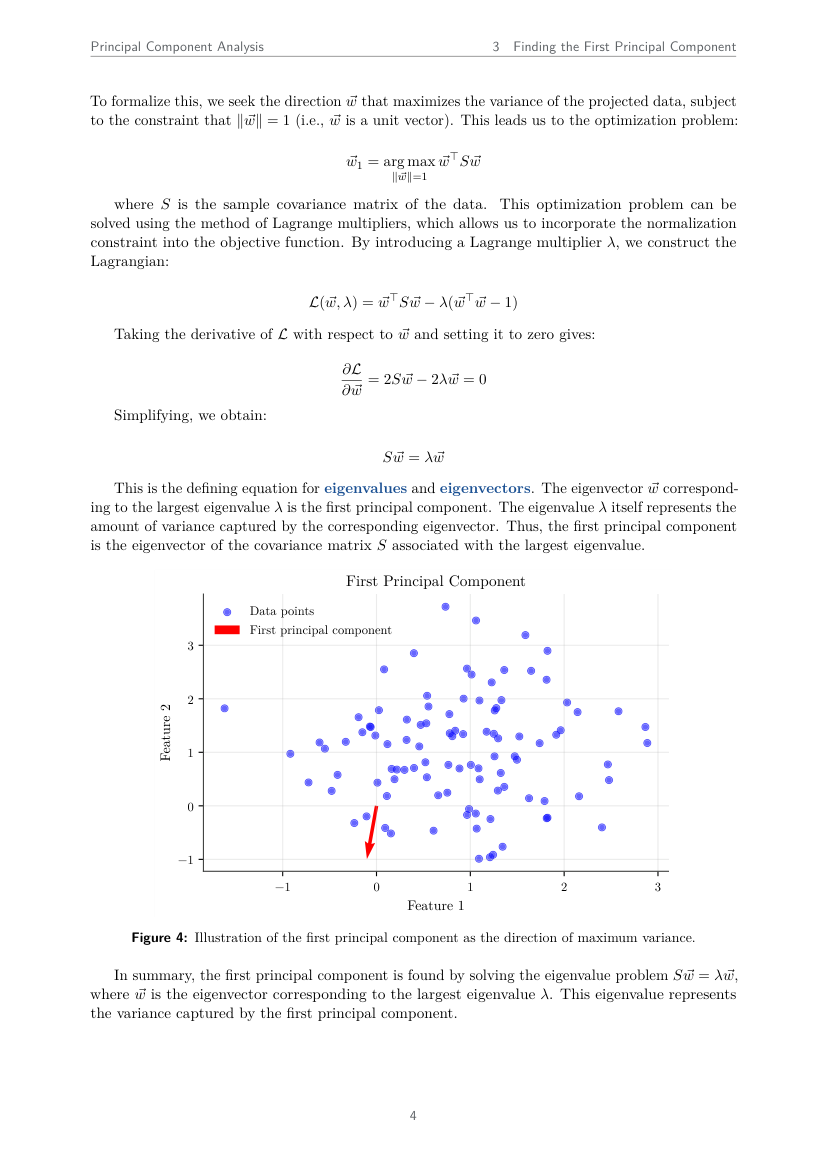 Principal Component Analysis 3 Finding the First Principal Component
To formalize this, we seek the direction w⃗ that maximizes the variance of the projected data, subject
to the constraint that ∥w⃗∥ = 1 (i.e., w⃗ is a unit vector). This leads us to the optimization problem:
w⃗₁ = arg max w⃗⊤Sw⃗
∥w⃗∥=1
where S is the sample covariance matrix of the data. This optimization problem can be
solved using the method of Lagrange multipliers, which allows us to incorporate the normalization
constraint into the objective function. By introducing a Lagrange multiplier λ, we construct the
Lagrangian:
ℒ(w⃗, λ) = w⃗⊤Sw⃗ − λ(w⃗⊤w⃗ − 1)
Taking the derivative of ℒ with respect to w⃗ and setting it to zero gives:
∂ℒ/∂w⃗ = 2Sw⃗ − 2λw⃗ = 0
Simplifying, we obtain:
Sw⃗ = λw⃗
This is the defining equation for eigenvalues and eigenvectors. The eigenvector w⃗ correspond-
ing to the largest eigenvalue λ is the first principal component. The eigenvalue λ itself represents the
amount of variance captured by the corresponding eigenvector. Thus, the first principal component
is the eigenvector of the covariance matrix S associated with the largest eigenvalue.
First Principal Component
Data points
First principal component
3
2
1
0
−1
Feature 2
−1 0 1 2 3
Feature 1
Figure 4: Illustration of the first principal component as the direction of maximum variance.
In summary, the first principal component is found by solving the eigenvalue problem Sw⃗ = λw⃗,
where w⃗ is the eigenvector corresponding to the largest eigenvalue λ. This eigenvalue represents
the variance captured by the first principal component.
4